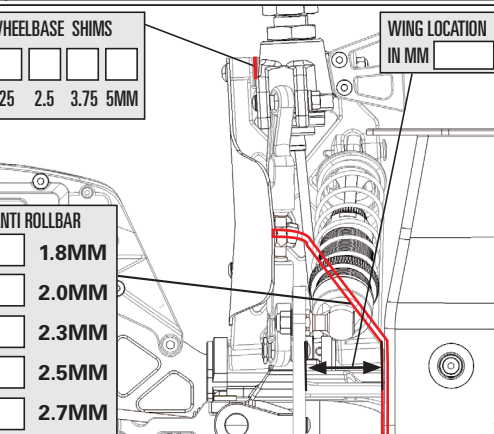 WHEELBASE SHIMS
25 2.5 3.75 5MM
WING LOCATION
IN MM
NTI ROLLBAR
1.8MM
2.0MM
2.3MM
2.5MM
2.7MM